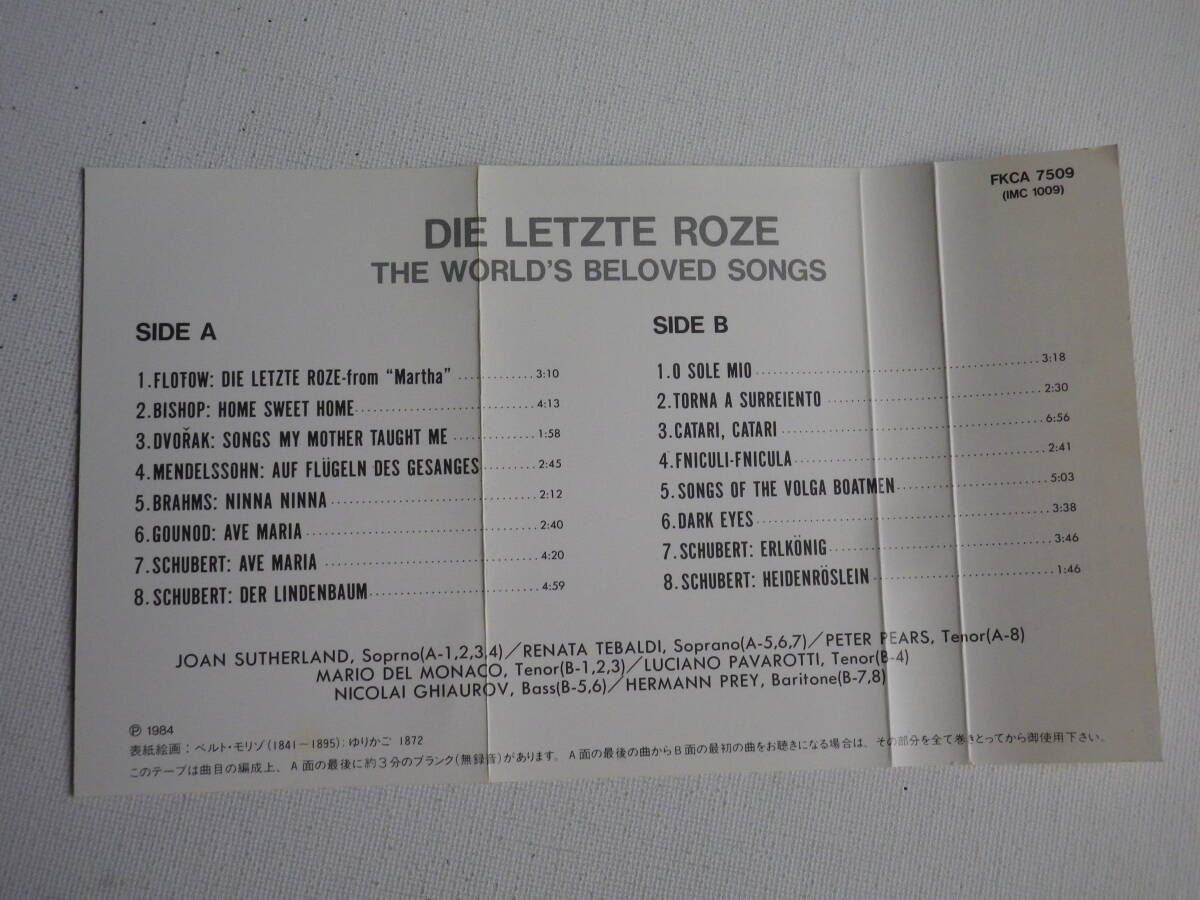 FKCA 7509
(IMC 1009)
DIE LETZTE ROZE
THE WORLD'S BELOVED SONGS
SIDE A
1.FLOTOW: DIE LETZTE ROZE-from “Martha” 3:10
2.BISHOP: HOME SWEET HOME 4:13
3.DVOŘAK: SONGS MY MOTHER TAUGHT ME 1:58
4.MENDELSSOHN: AUF FLÜGELN DES GESANGES 2:45
5.BRAHMS: NINNA NINNA 2:12
6.GOUNOD: AVE MARIA 2:40
7.SCHUBERT: AVE MARIA 4:20
8.SCHUBERT: DER LINDENBAUM 4:59
SIDE B
1.O SOLE MIO 3:18
2.TORNA A SURREIENTO 2:30
3.CATARI, CATARI 6:56
4.FNICULI-FNICULA 2:41
5.SONGS OF THE VOLGA BOATMEN 5:03
6.DARK EYES 3:38
7.SCHUBERT: ERLKÖNIG 3:46
8.SCHUBERT: HEIDENRÖSLEIN 1:46
JOAN SUTHERLAND, Soprno(A-1,2,3,4)／RENATA TEBALDI, Soprano(A-5,6,7)／PETER PEARS, Tenor(A-8)
MARIO DEL MONACO, Tenor(B-1,2,3)／LUCIANO PAVAROTTI, Tenor(B-4)
NICOLAI GHIAUROV, Bass(B-5,6)／HERMANN PREY, Baritone(B-7,8)
Ⓟ 1984
表紙絵画：ベルト・モリゾ(1841〜1895)：ゆりかご 1872
このテープは曲目の編成上、A面の最後に約3分のブランク(無録音)があります。A面の最後の曲からB面の最初の曲をお聴きになる場合は、その部分を全て巻きとってから御使用下さい。